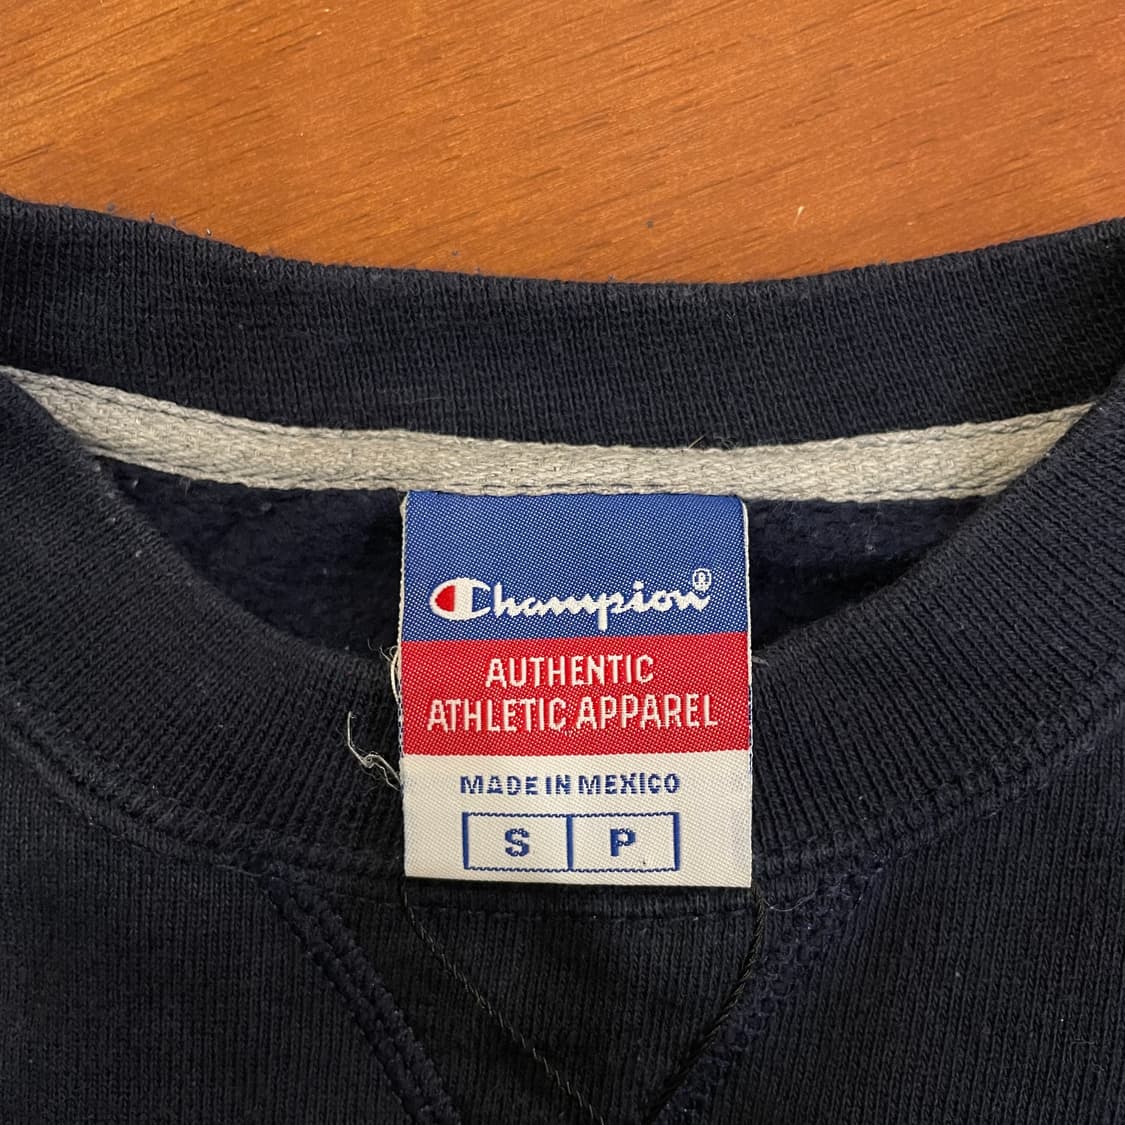 Champion®
AUTHENTIC
ATHLETIC APPAREL
MADE IN MEXICO
S P